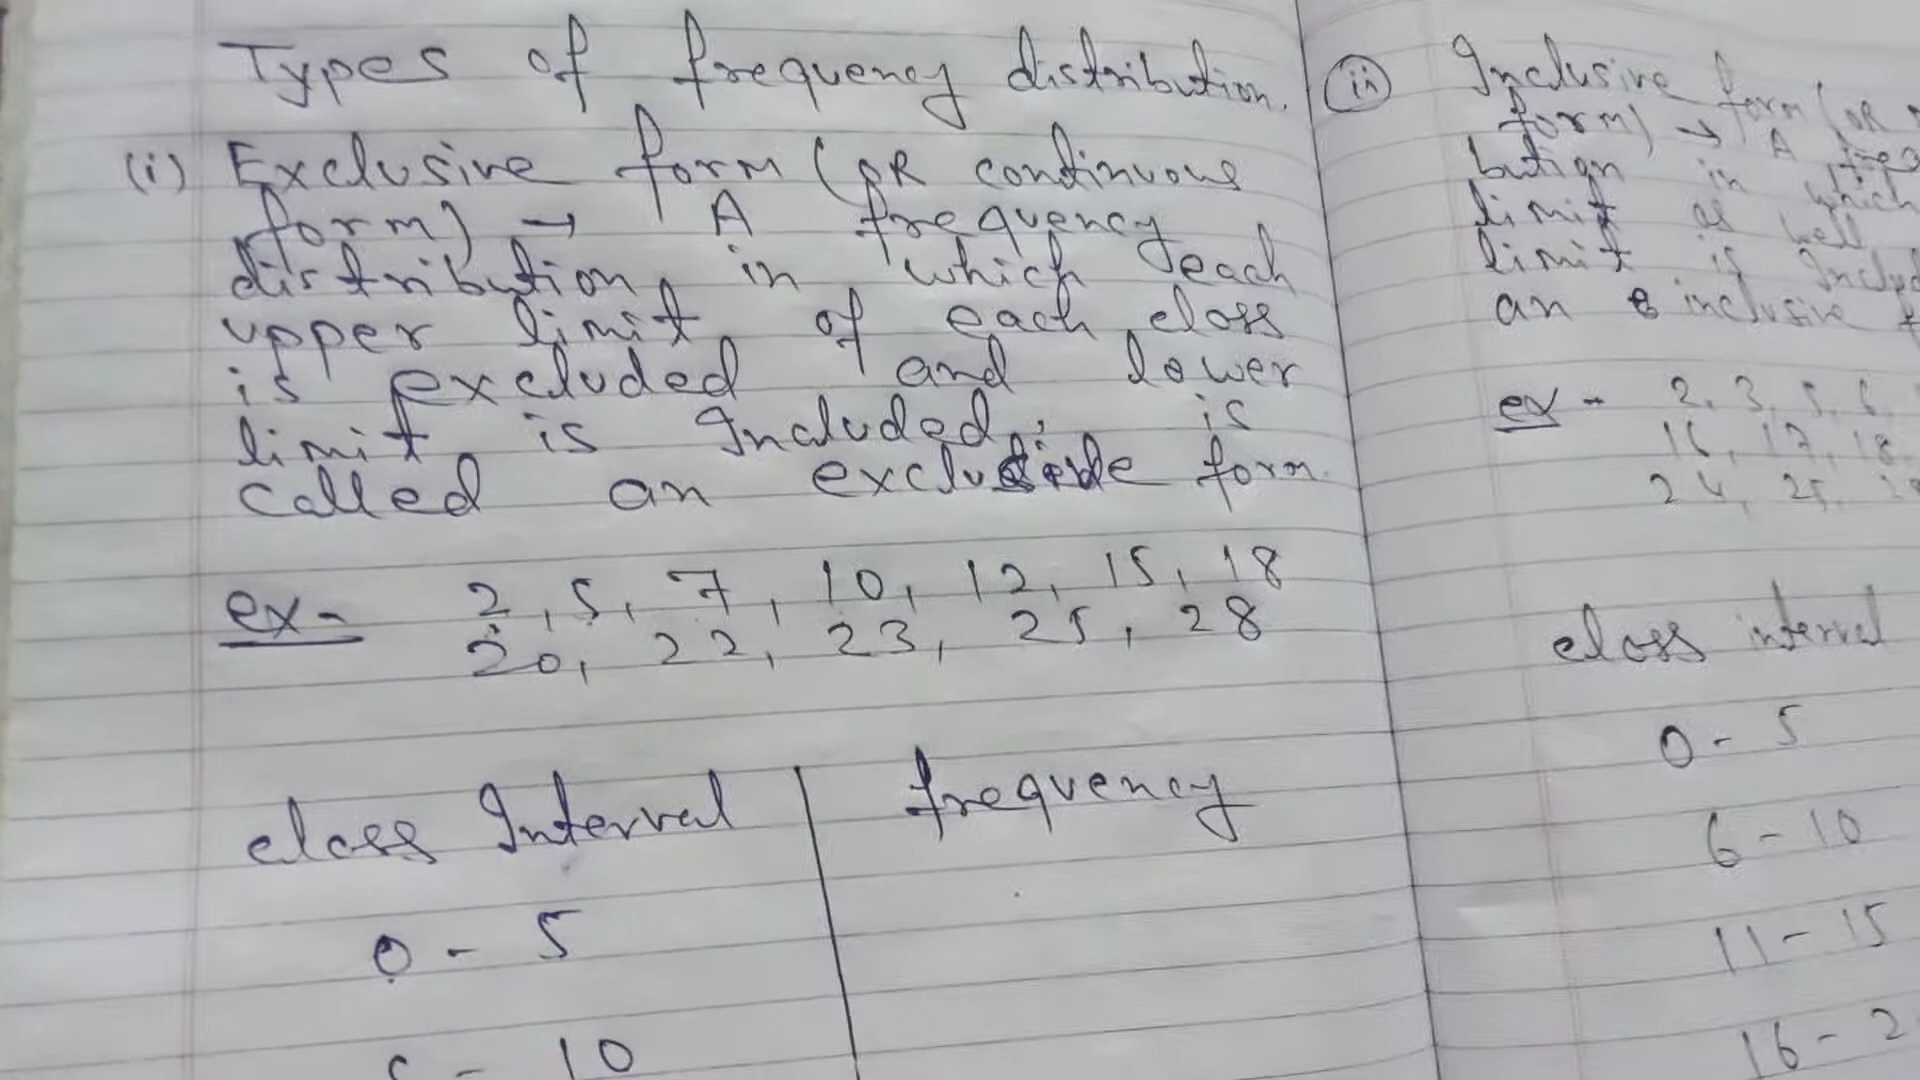 Types of frequency distribution.
(i) Exclusive form (OR continuous
form) → A frequency
distribution in which each
upper limit of each class
is excluded and lower
limit is Included, is
called an exclusive form.
ex- 2, 5, 7, 10, 12, 15, 18
20, 22, 23, 25, 28
class Interval frequency
0 - 5
5 - 10
(ii) Inclusive form (OR
form) → A
bution in which
limit as well
limit is
an inclusive
ex - 2, 3, 5, 6,
16, 17, 18,
24, 25,
class interval
0 - 5
6 - 10
11 - 15
16 - 2